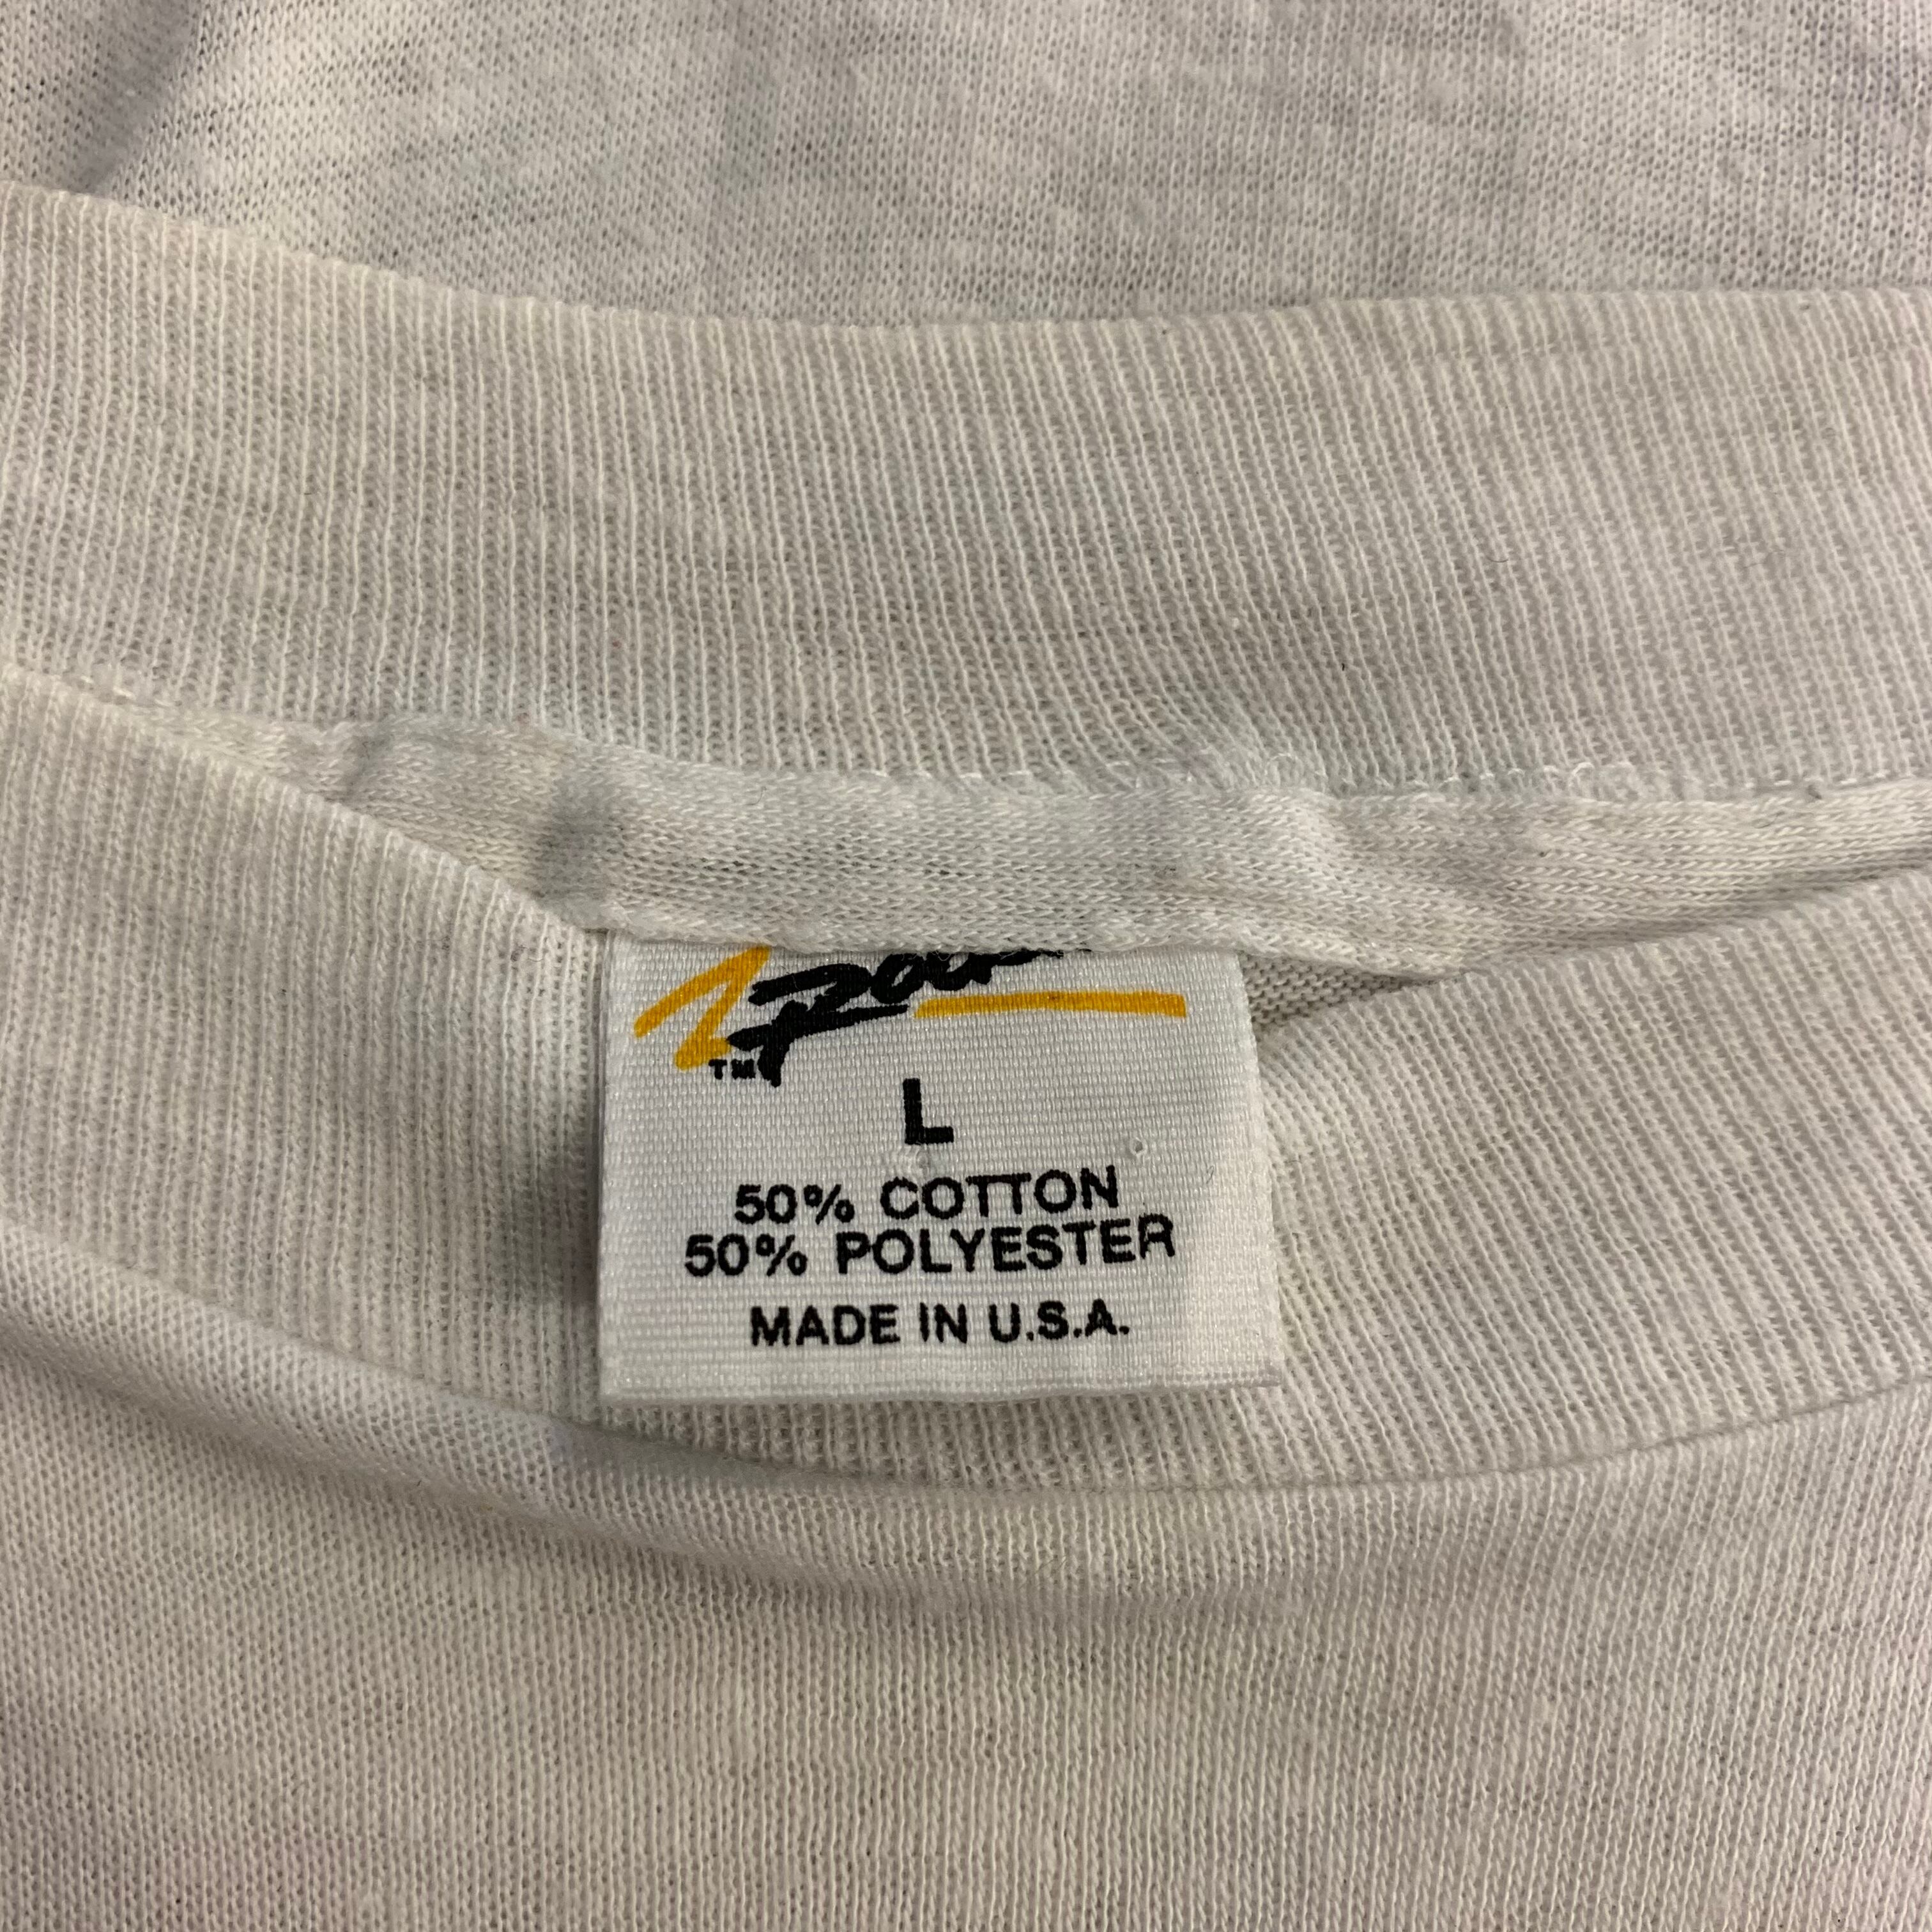 TM
L
50% COTTON
50% POLYESTER
MADE IN U.S.A.